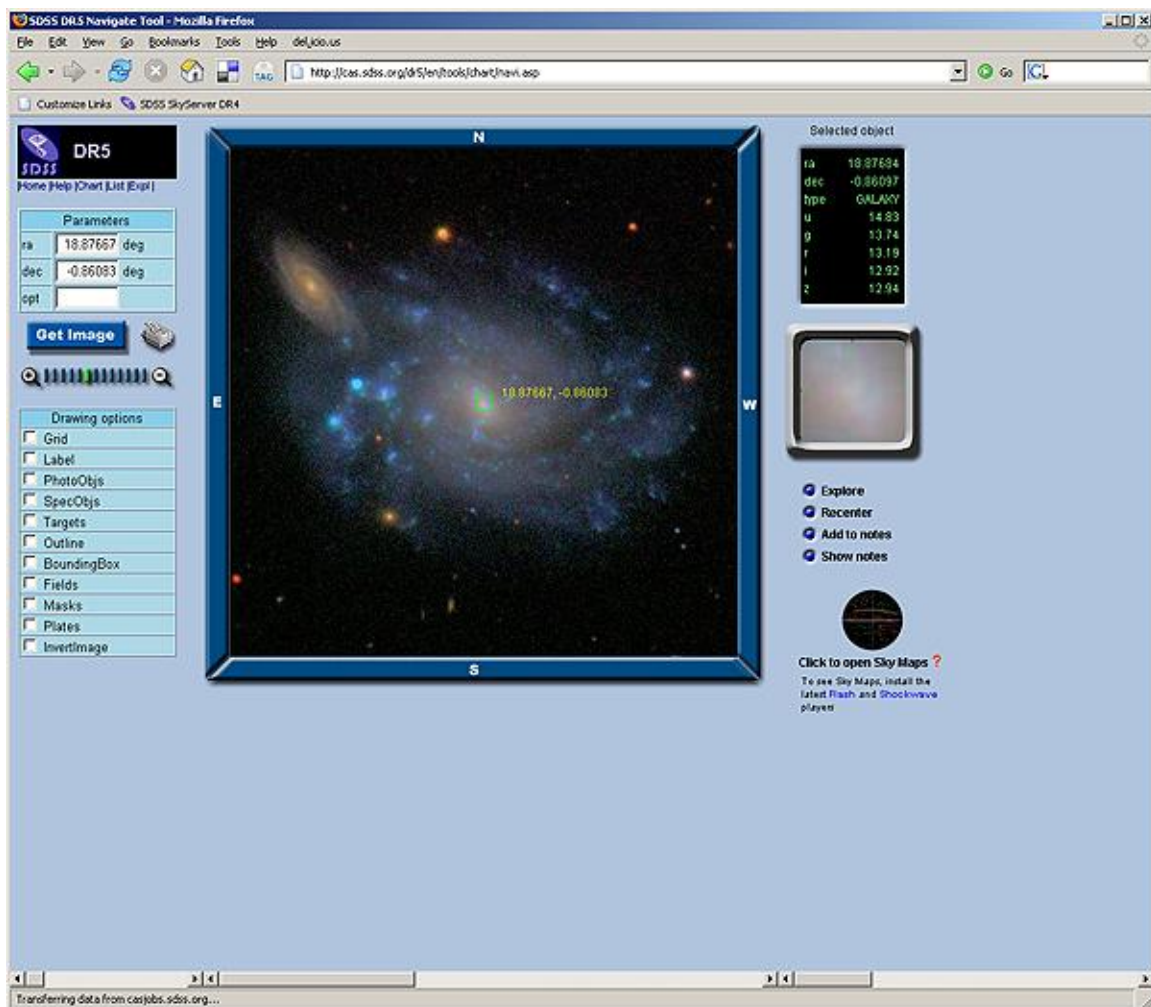 SDSS DR5 Navigate Tool - Mozilla Firefox
File Edit View Go Bookmarks Tools Help del.icio.us
TAG http://cas.sdss.org/dr5/en/tools/chart/navi.asp Go G
Customize Links SDSS SkyServer DR4
SDSS DR5
|Home |Help |Chart |List |Expl |
Parameters
ra 18.87667 deg
dec -0.86083 deg
opt
Get Image
Drawing options
Grid
Label
PhotoObjs
SpecObjs
Targets
Outline
BoundingBox
Fields
Masks
Plates
InvertImage
N
E
18.87667, -0.86083
W
S
Selected object
ra 18.87684
dec -0.86097
type GALAXY
u 14.83
g 13.74
r 13.19
i 12.92
z 12.94
Explore
Recenter
Add to notes
Show notes
Click to open Sky Maps ?
To see Sky Maps, install the
latest Flash and Shockwave
players
Transferring data from casjobs.sdss.org...